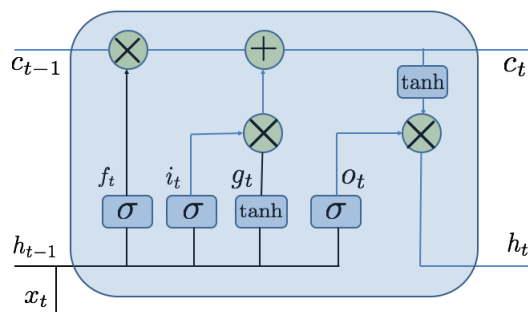 c_{t-1} c_t
tanh
f_t i_t g_t o_t
σ σ tanh σ
h_{t-1} h_t
x_t